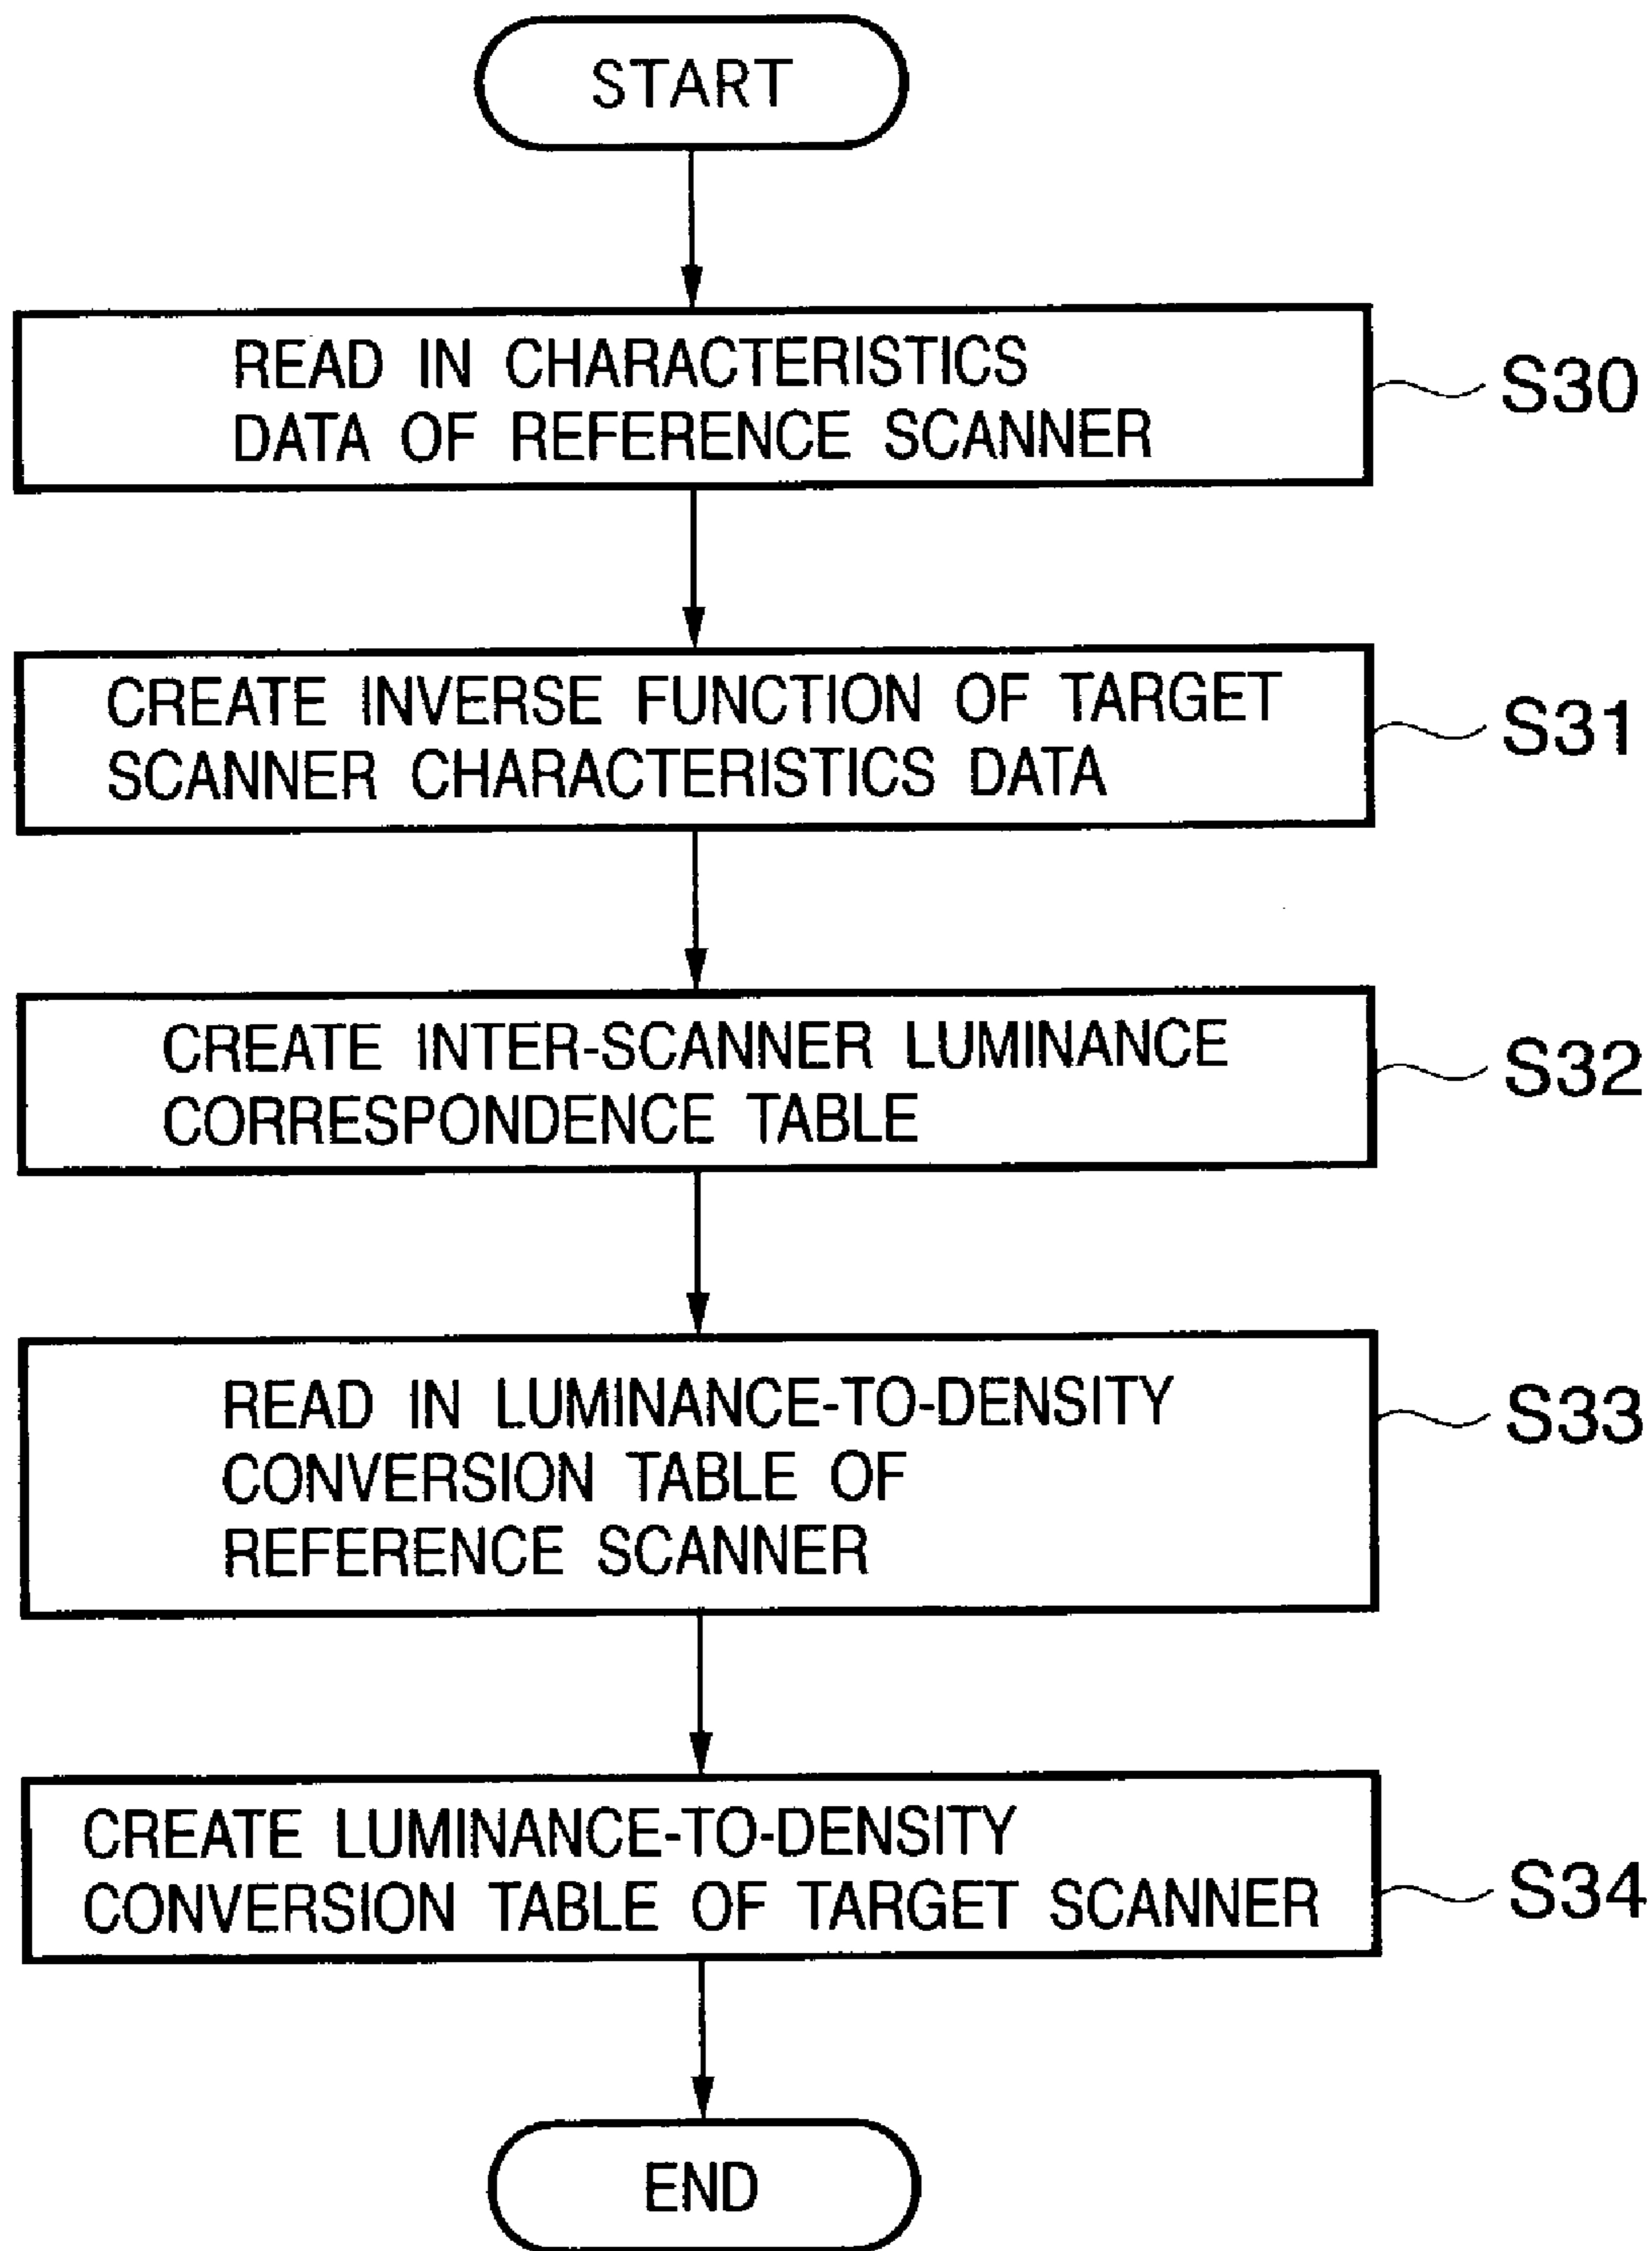 START
READ IN CHARACTERISTICS
DATA OF REFERENCE SCANNER
S30
CREATE INVERSE FUNCTION OF TARGET
SCANNER CHARACTERISTICS DATA
S31
CREATE INTER-SCANNER LUMINANCE
CORRESPONDENCE TABLE
S32
READ IN LUMINANCE-TO-DENSITY
CONVERSION TABLE OF
REFERENCE SCANNER
S33
CREATE LUMINANCE-TO-DENSITY
CONVERSION TABLE OF TARGET SCANNER
S34
END